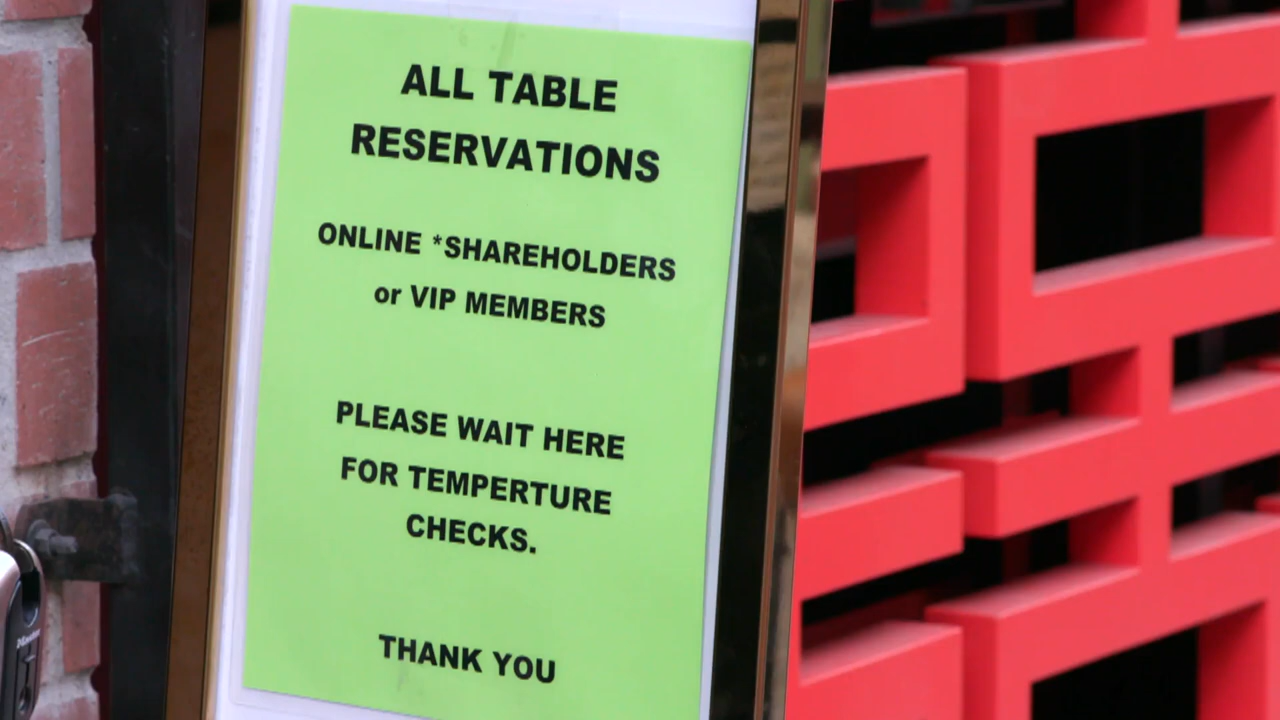 ALL TABLE
RESERVATIONS
ONLINE *SHAREHOLDERS
or VIP MEMBERS
PLEASE WAIT HERE
FOR TEMPERTURE
CHECKS.
THANK YOU